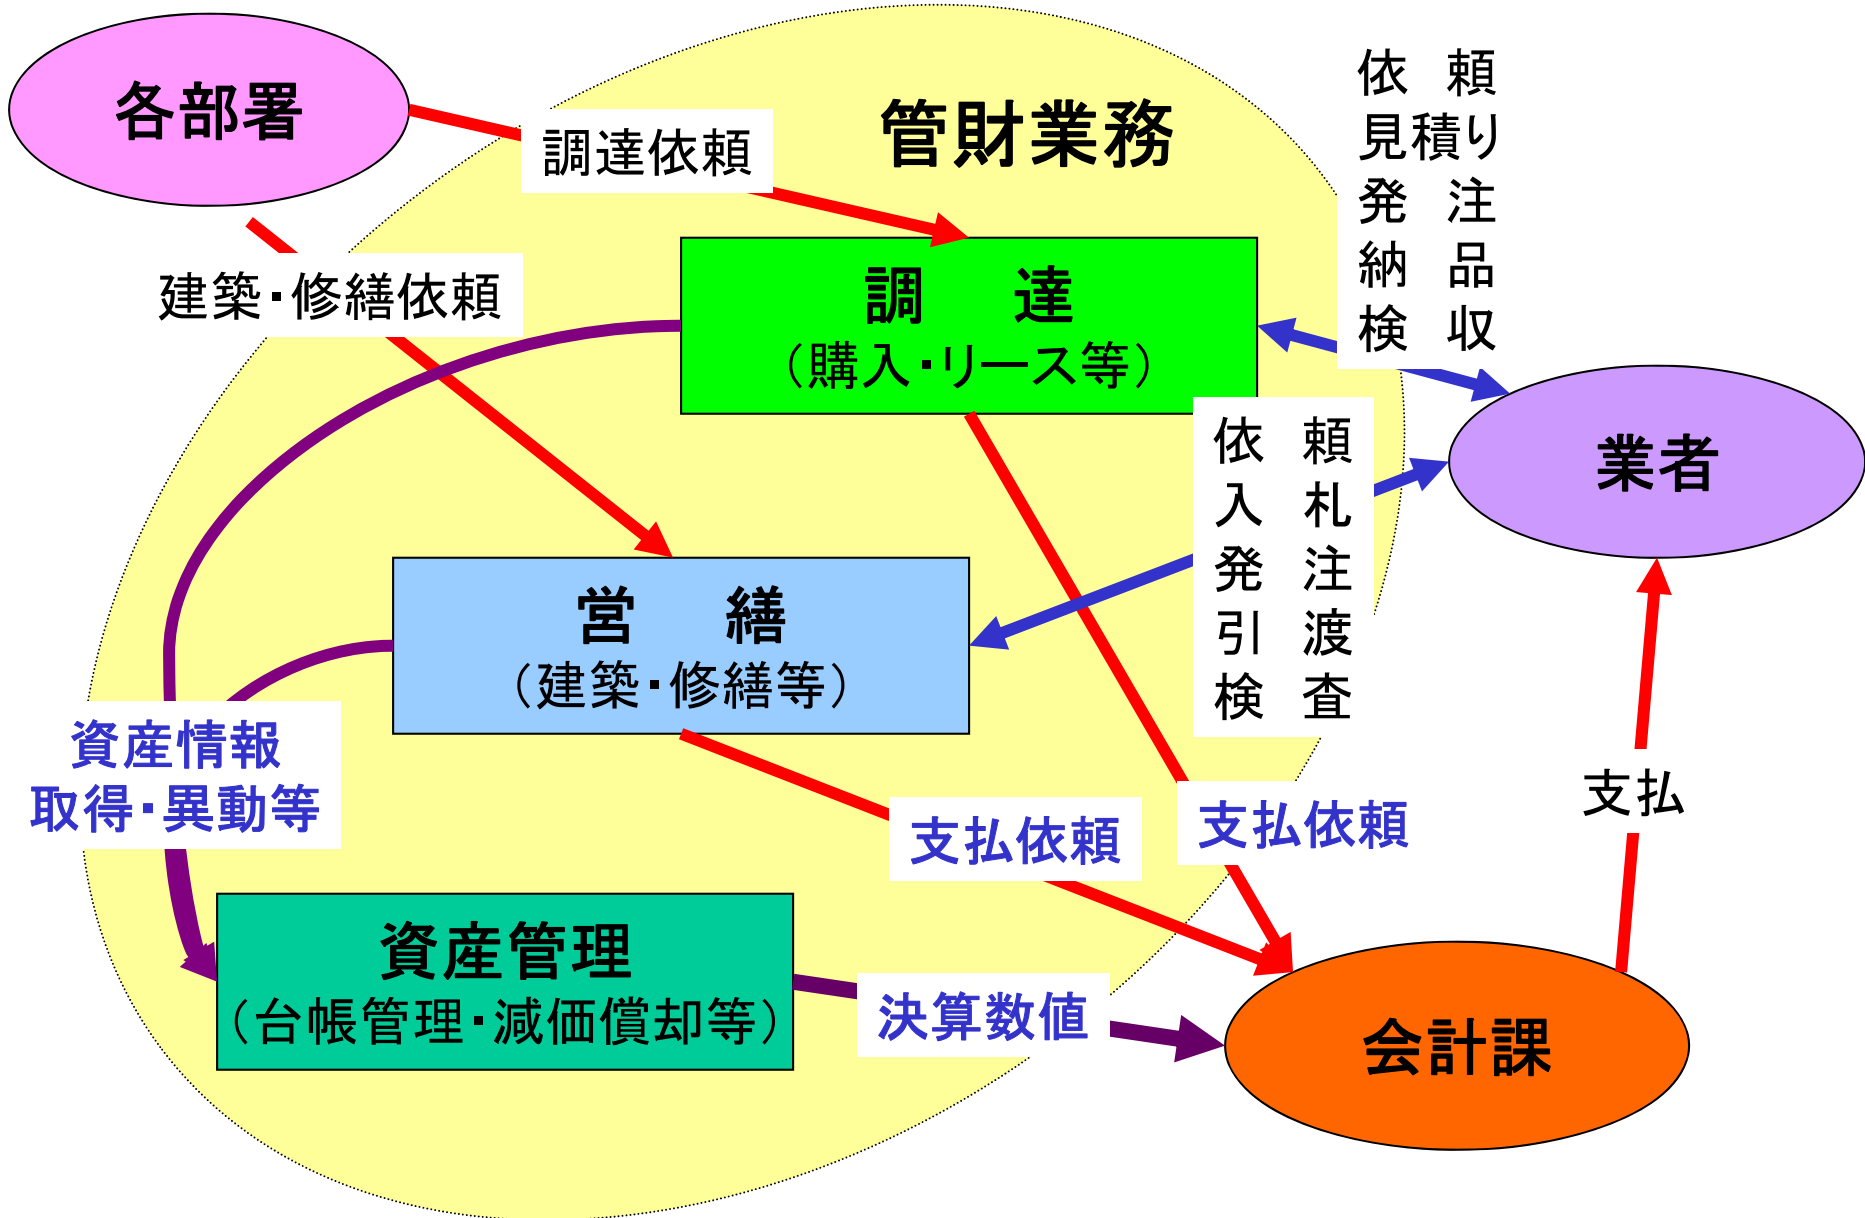 各部署
管財業務
調達依頼
依　頼
見積り
発　注
納　品
検　収
建築・修繕依頼
調　達
（購入・リース等）
依　頼
入　札
発　注
引　渡
検　査
業者
営　繕
（建築・修繕等）
資産情報
取得・異動等
支払依頼
支払依頼
支払
資産管理
（台帳管理・減価償却等）
決算数値
会計課